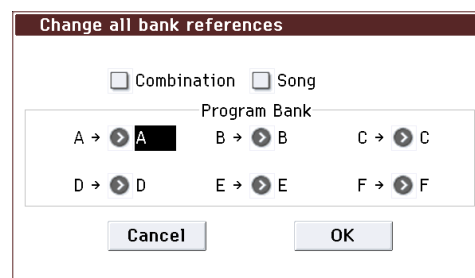 Change all bank references
Combination Song
Program Bank
A → A B → B C → C
D → D E → E F → F
Cancel OK